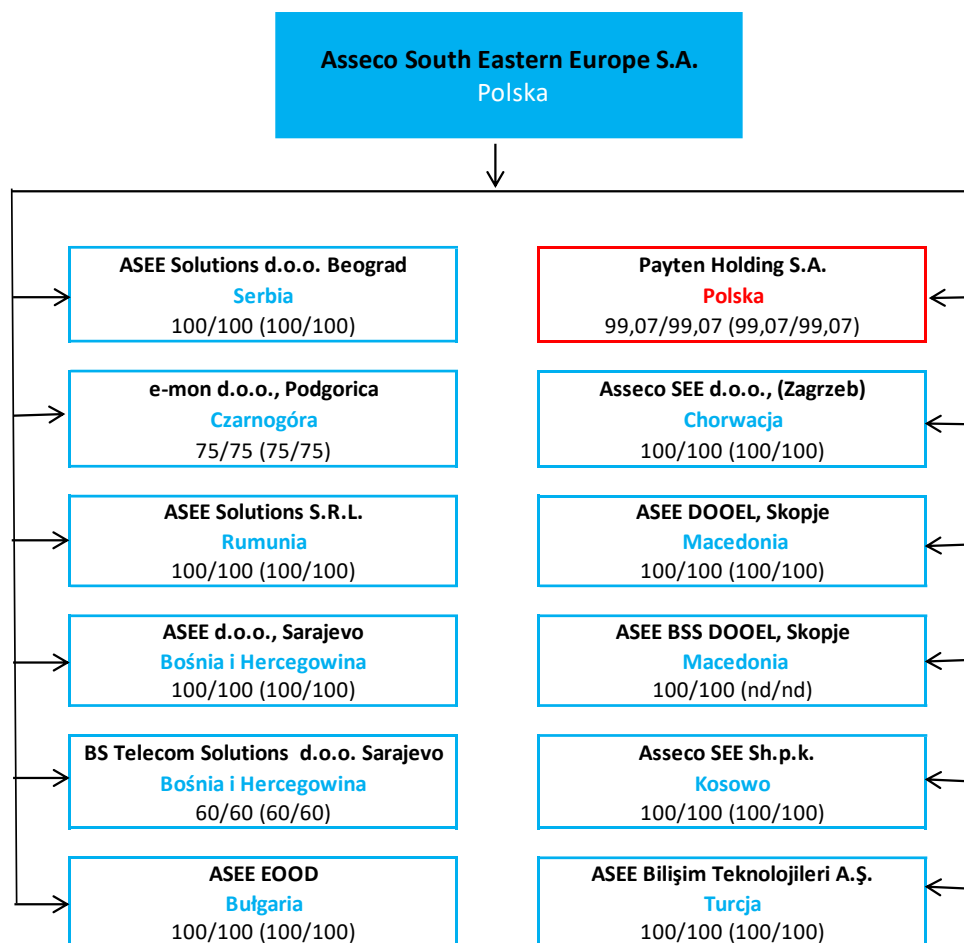 Asseco South Eastern Europe S.A.
Polska
ASEE Solutions d.o.o. Beograd
Serbia
100/100 (100/100)
Payten Holding S.A.
Polska
99,07/99,07 (99,07/99,07)
e-mon d.o.o., Podgorica
Czarnogóra
75/75 (75/75)
Asseco SEE d.o.o., (Zagrzeb)
Chorwacja
100/100 (100/100)
ASEE Solutions S.R.L.
Rumunia
100/100 (100/100)
ASEE DOOEL, Skopje
Macedonia
100/100 (100/100)
ASEE d.o.o., Sarajevo
Bośnia i Hercegowina
100/100 (100/100)
ASEE BSS DOOEL, Skopje
Macedonia
100/100 (nd/nd)
BS Telecom Solutions d.o.o. Sarajevo
Bośnia i Hercegowina
60/60 (60/60)
Asseco SEE Sh.p.k.
Kosowo
100/100 (100/100)
ASEE EOOD
Bułgaria
100/100 (100/100)
ASEE Bilişim Teknolojileri A.Ş.
Turcja
100/100 (100/100)